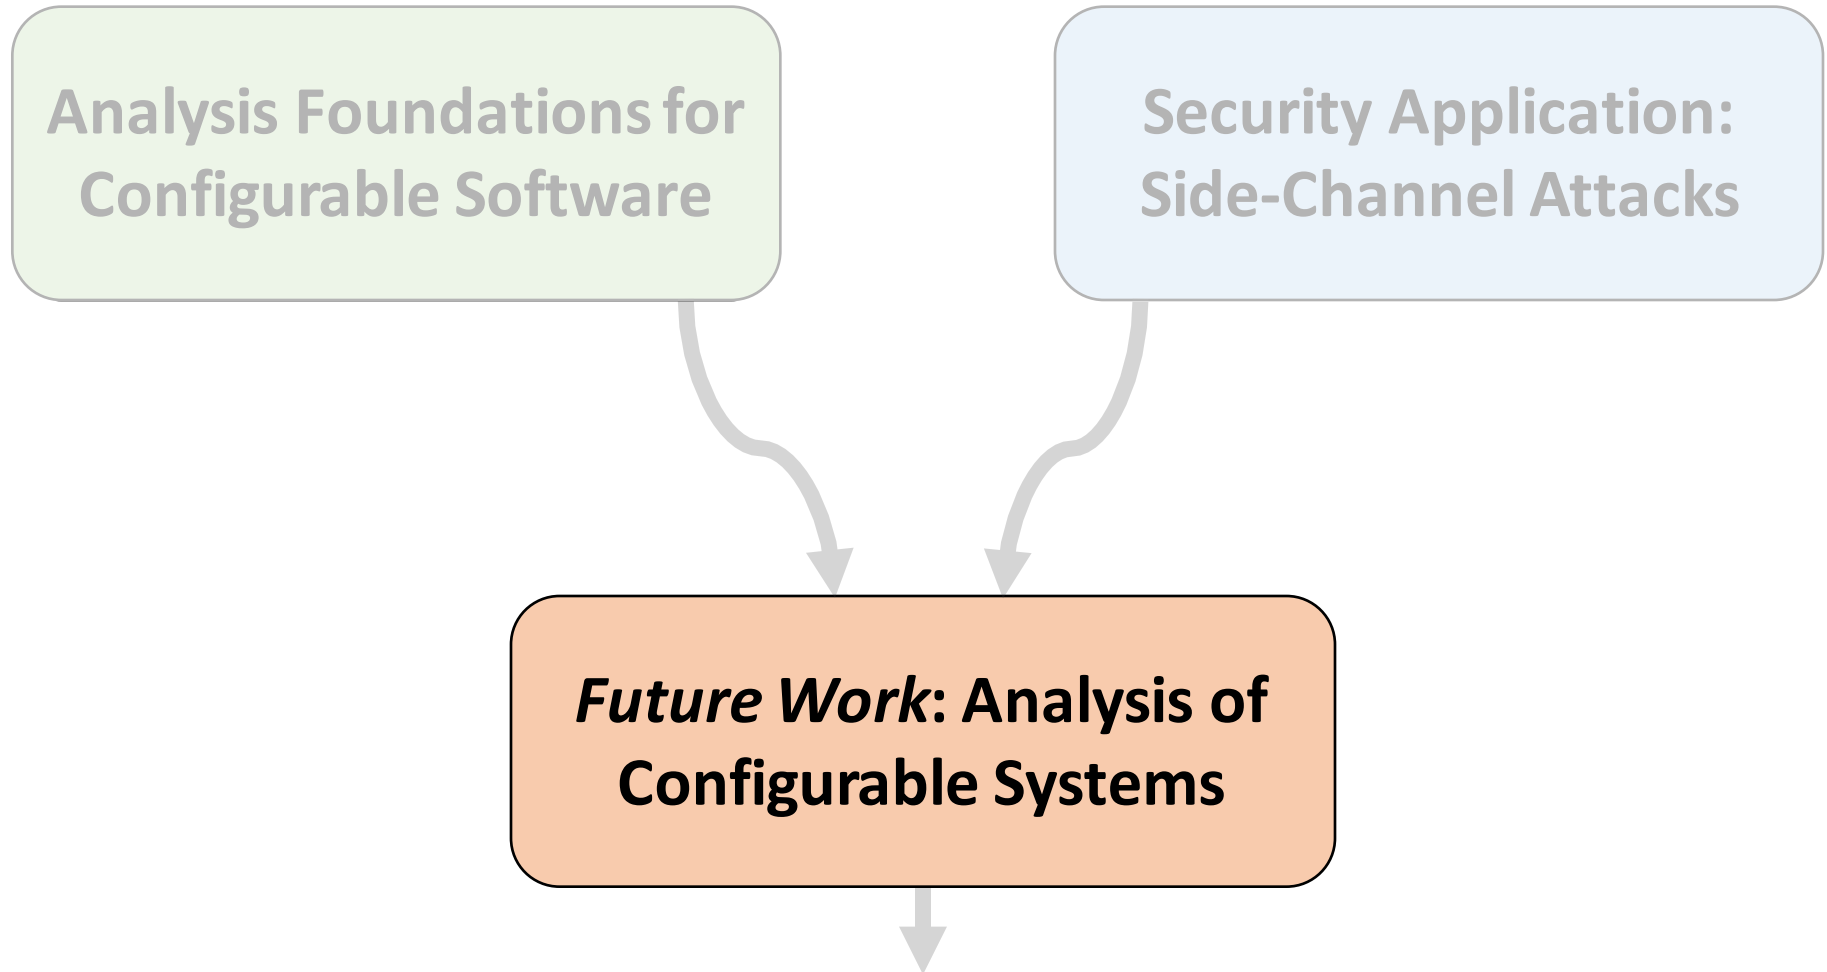 Analysis Foundations for
Configurable Software
Security Application:
Side-Channel Attacks
Future Work: Analysis of
Configurable Systems